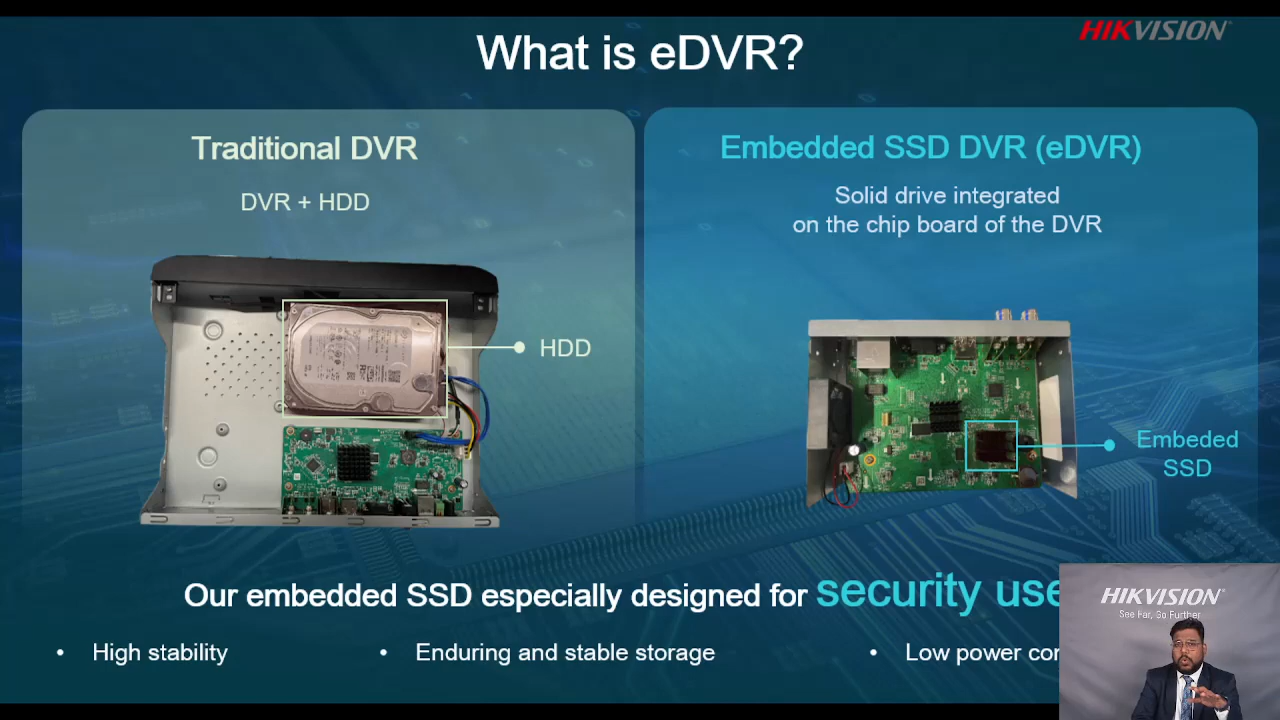 HIKVISION
What is eDVR?
Traditional DVR
DVR + HDD
HDD
Embedded SSD DVR (eDVR)
Solid drive integrated
on the chip board of the DVR
Embeded
SSD
Our embedded SSD especially designed for security use
• High stability
• Enduring and stable storage
• Low power
HIKVISION
See Far, Go Further